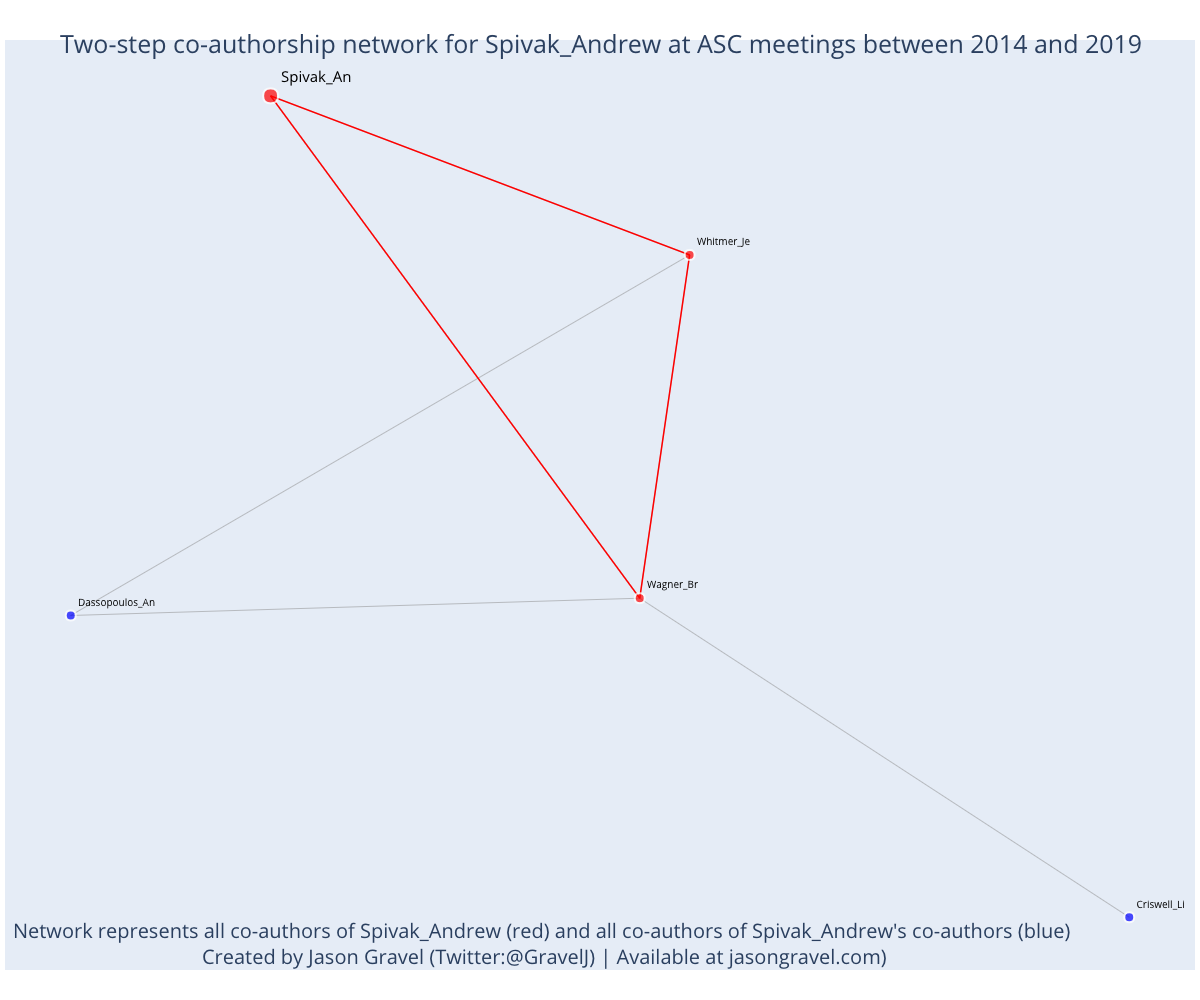 Two-step co-authorship network for Spivak_Andrew at ASC meetings between 2014 and 2019
Spivak_An
Whitmer_Je
Wagner_Br
Dassopoulos_An
Criswell_Li
Network represents all co-authors of Spivak_Andrew (red) and all co-authors of Spivak_Andrew's co-authors (blue)
Created by Jason Gravel (Twitter:@GravelJ) | Available at jasongravel.com)